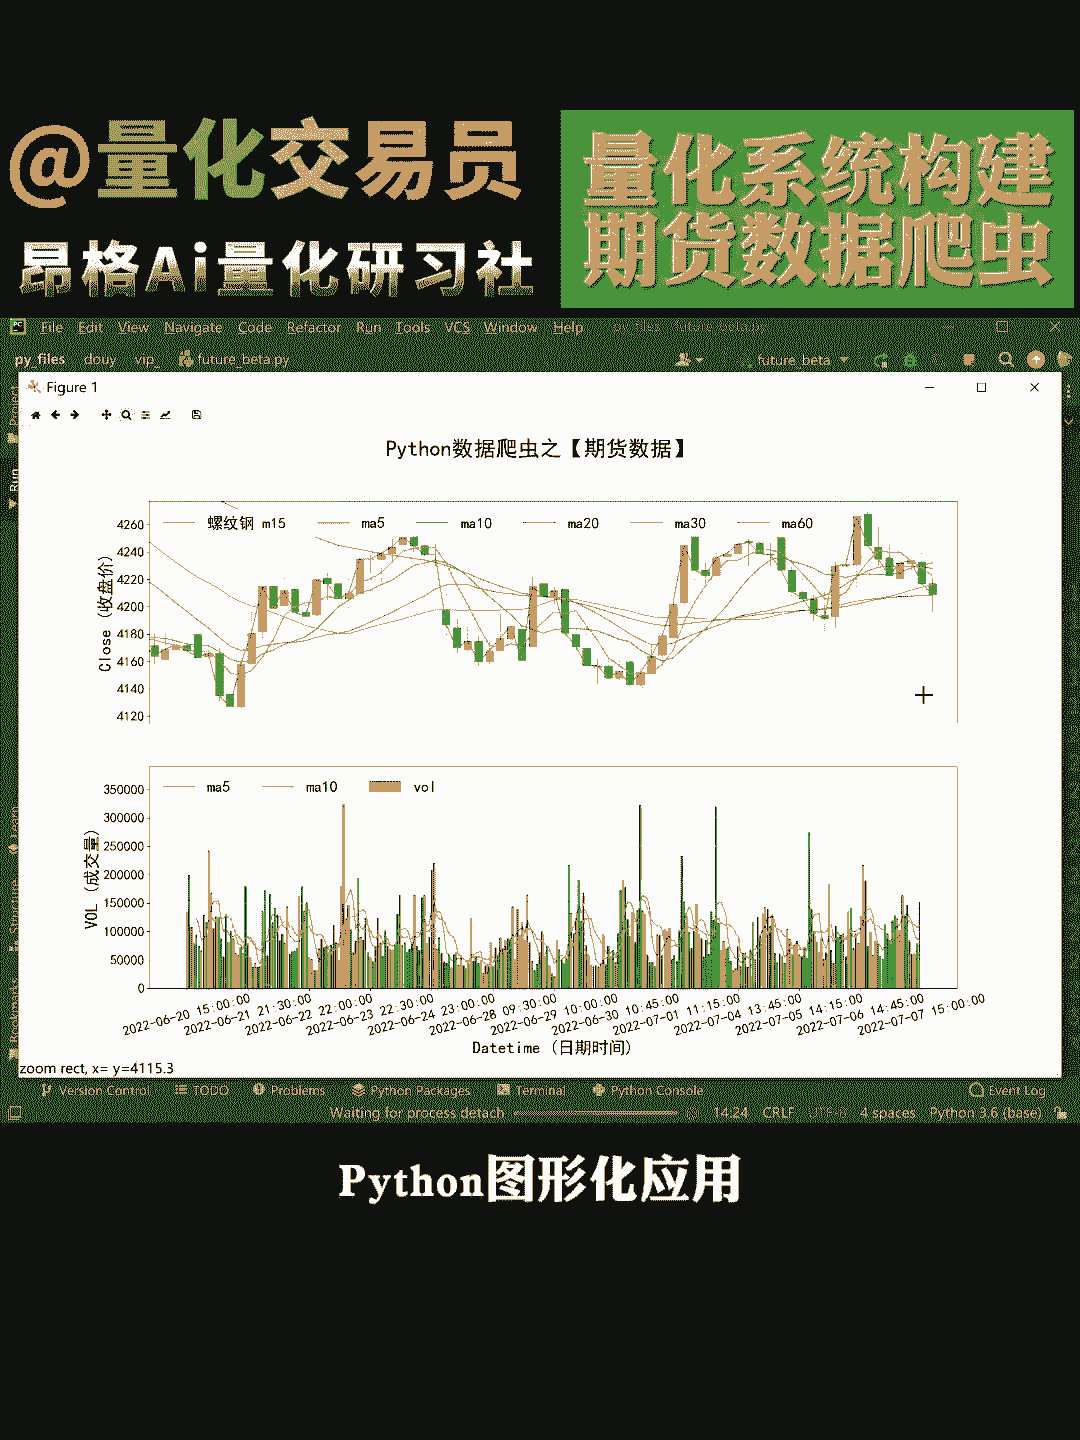 @量化交易员
昂格Ai量化研习社
量化系统构建
期货数据爬虫
File Edit View Navigate Code Refactor Run Tools VCS Window Help py_files - future_beta.py
py_files douy vip_ future_beta.py future_beta
Project
Run
Figure 1
Python数据爬虫之【期货数据】
螺纹钢 m15 ma5 ma10 ma20 ma30 ma60
4260
4240
4220
4200
4180
4160
4140
4120
Close (收盘价)
ma5 ma10 vol
350000
300000
250000
200000
150000
100000
50000
0
VOL (成交量)
2022-06-20 15:00:00
2022-06-21 21:30:00
2022-06-22 22:00:00
2022-06-23 22:30:00
2022-06-24 23:00:00
2022-06-28 09:30:00
2022-06-29 10:00:00
2022-06-30 10:45:00
2022-07-01 11:15:00
2022-07-04 13:45:00
2022-07-05 14:15:00
2022-07-06 14:45:00
2022-07-07 15:00:00
Datetime (日期时间)
zoom rect, x= y=4115.3
Learn
Structure
Bookmarks
Version Control TODO Problems Python Packages Terminal Python Console Event Log
Waiting for process detach 14:24 CRLF UTF-8 4 spaces Python 3.6 (base)
Python图形化应用